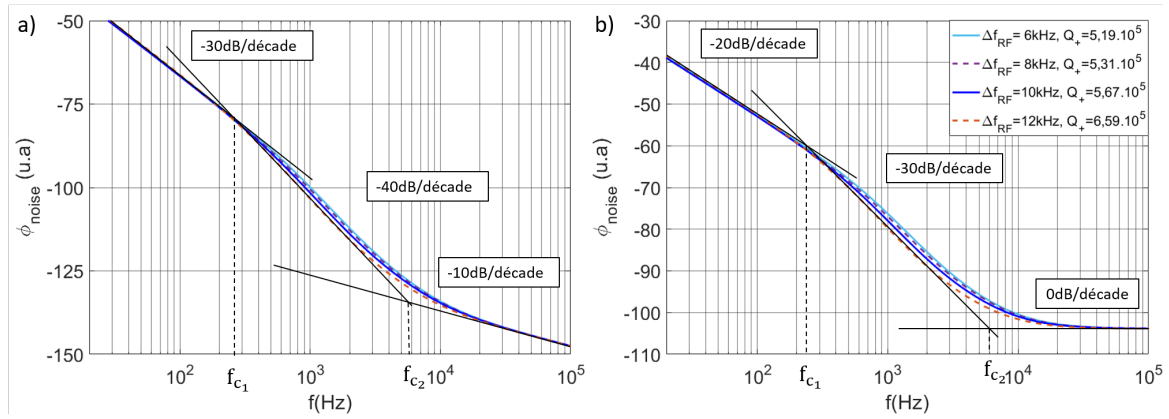 a)
-50
-75
-100
-125
-150
ϕnoise (u.a)
-30dB/décade
-40dB/décade
-10dB/décade
10² 10³ 10⁴ 10⁵
fc₁ fc₂
f(Hz)
b)
-30
-40
-50
-60
-70
-80
-90
-100
-110
ϕnoise (u.a)
-20dB/décade
ΔfRF= 6kHz, Q+=5,19.10⁵
ΔfRF= 8kHz, Q+=5,31.10⁵
ΔfRF=10kHz, Q+=5,67.10⁵
ΔfRF=12kHz, Q+=6,59.10⁵
-30dB/décade
0dB/décade
10² 10³ 10⁴ 10⁵
fc₁ fc₂
f(Hz)